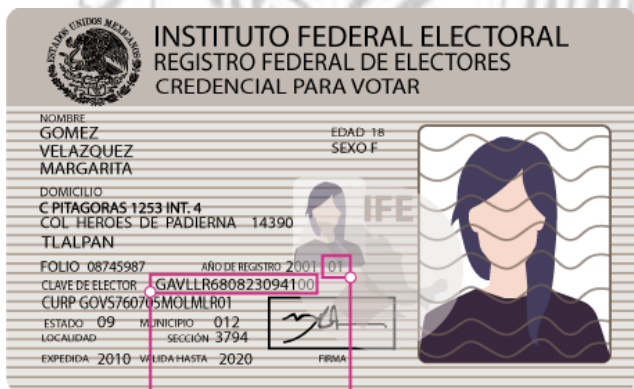 ESTADOS UNIDOS MEXICANOS
INSTITUTO FEDERAL ELECTORAL
REGISTRO FEDERAL DE ELECTORES
CREDENCIAL PARA VOTAR
NOMBRE
GOMEZ
VELAZQUEZ
MARGARITA
EDAD 18
SEXO F
DOMICILIO
C PITAGORAS 1253 INT. 4
COL HEROES DE PADIERNA 14390
TLALPAN
IFE
FOLIO 08745987 AÑO DE REGISTRO 2001 01
CLAVE DE ELECTOR GAVLLR680823094100
CURP GOVS760705MOLMLR01
ESTADO 09 MUNICIPIO 012
LOCALIDAD SECCIÓN 3794
EXPEDIDA 2010 VALIDA HASTA 2020 FIRMA